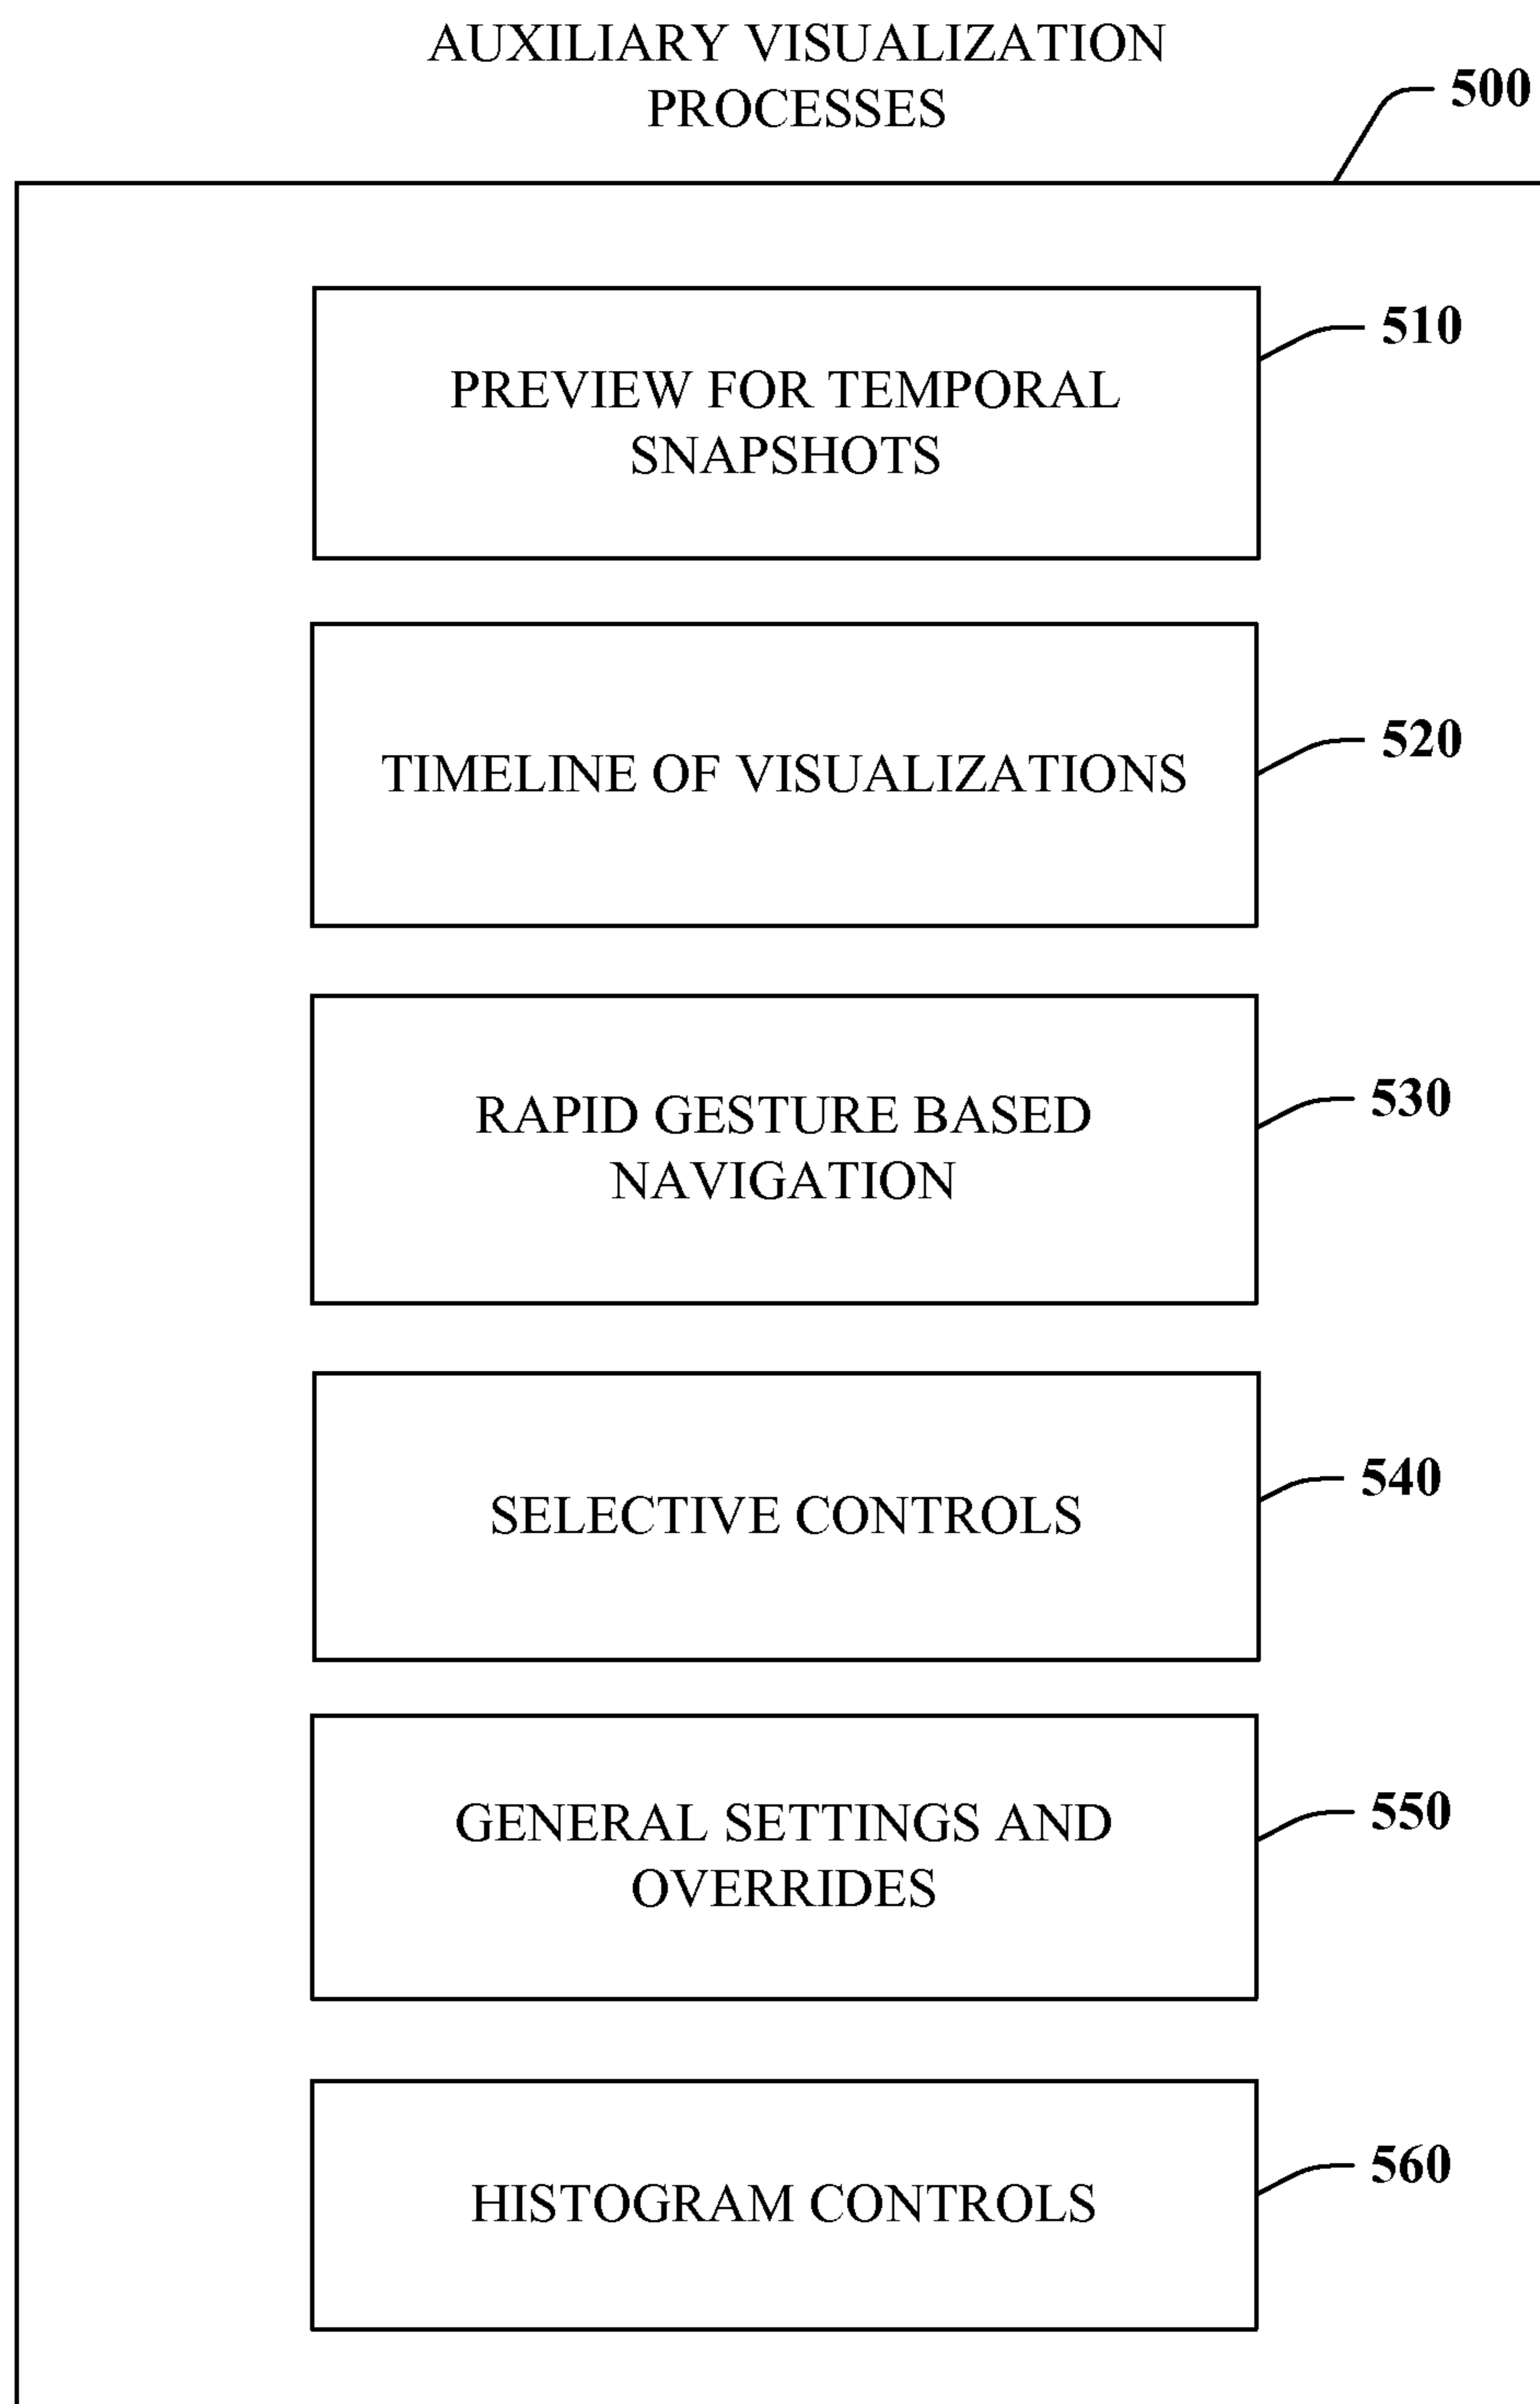 AUXILIARY VISUALIZATION
PROCESSES
500
PREVIEW FOR TEMPORAL
SNAPSHOTS
510
TIMELINE OF VISUALIZATIONS
520
RAPID GESTURE BASED
NAVIGATION
530
SELECTIVE CONTROLS
540
GENERAL SETTINGS AND
OVERRIDES
550
HISTOGRAM CONTROLS
560